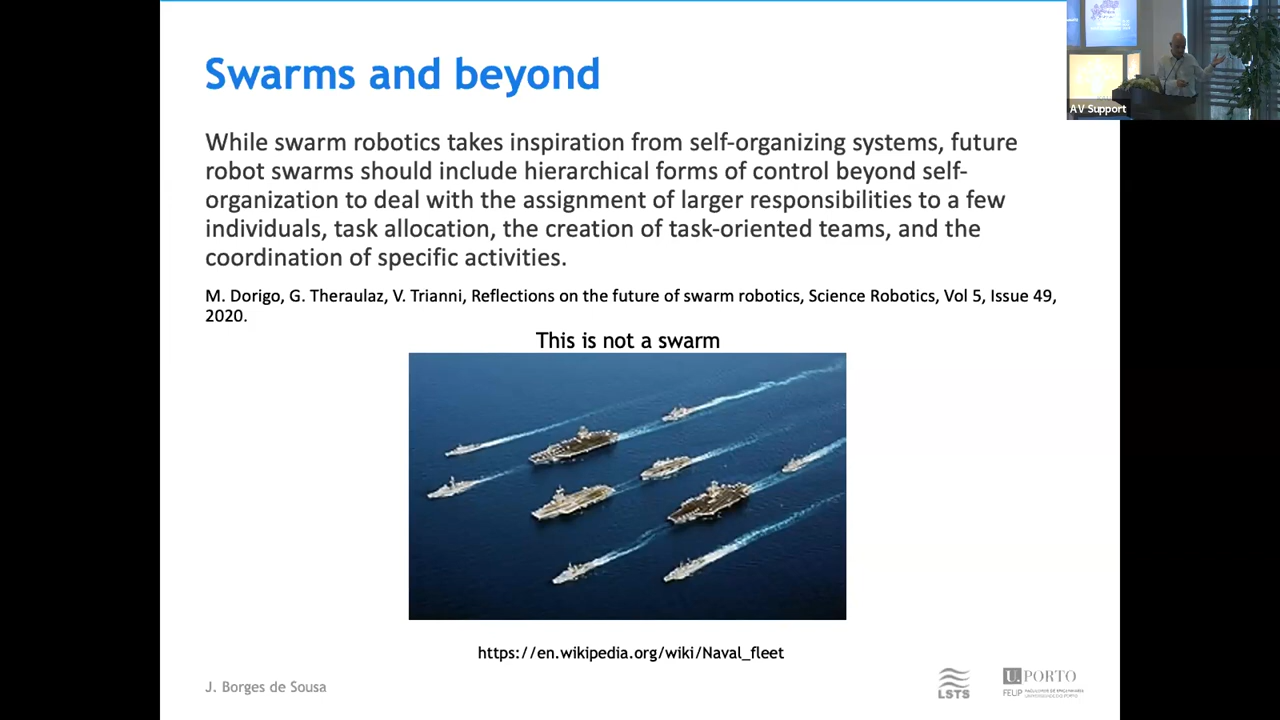 Swarms and beyond
While swarm robotics takes inspiration from self-organizing systems, future
robot swarms should include hierarchical forms of control beyond self-
organization to deal with the assignment of larger responsibilities to a few
individuals, task allocation, the creation of task-oriented teams, and the
coordination of specific activities.
M. Dorigo, G. Theraulaz, V. Trianni, Reflections on the future of swarm robotics, Science Robotics, Vol 5, Issue 49,
2020.
This is not a swarm
https://en.wikipedia.org/wiki/Naval_fleet
J. Borges de Sousa
LSTS
U. PORTO
FEUP
AV Support